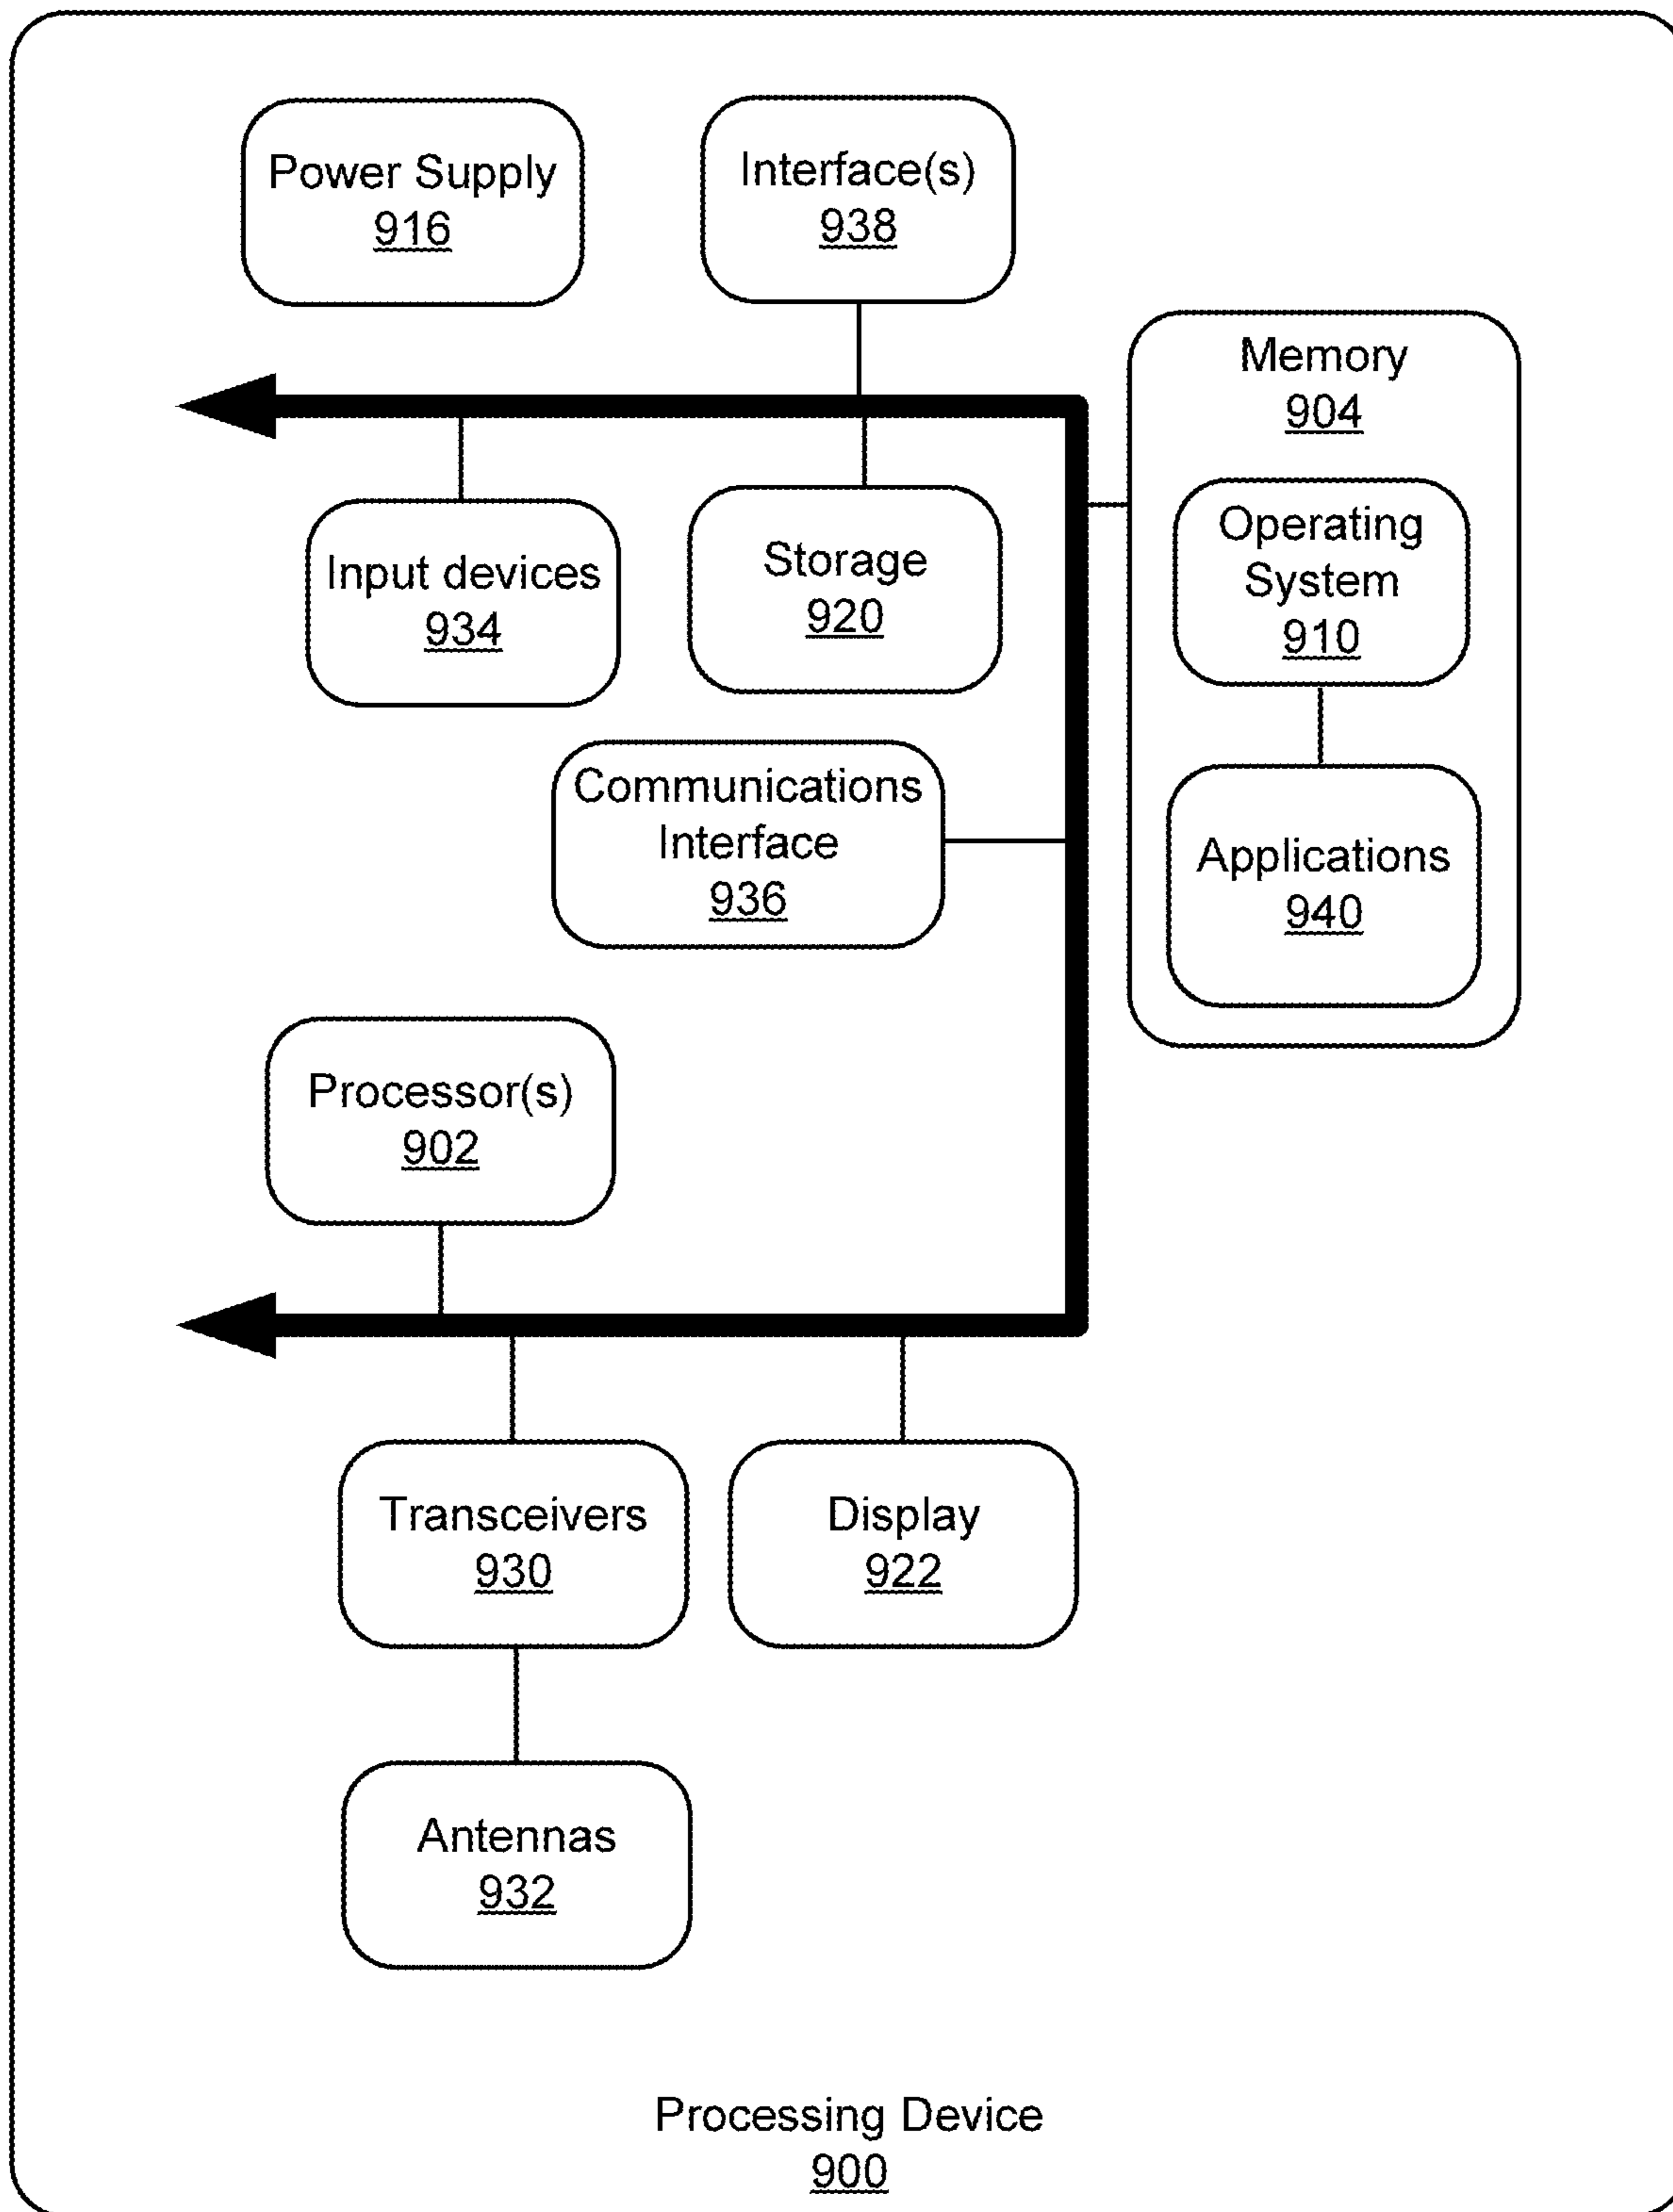 Power Supply
916
Interface(s)
938
Memory
904
Operating
System
910
Applications
940
Input devices
934
Storage
920
Communications
Interface
936
Processor(s)
902
Transceivers
930
Display
922
Antennas
932
Processing Device
900